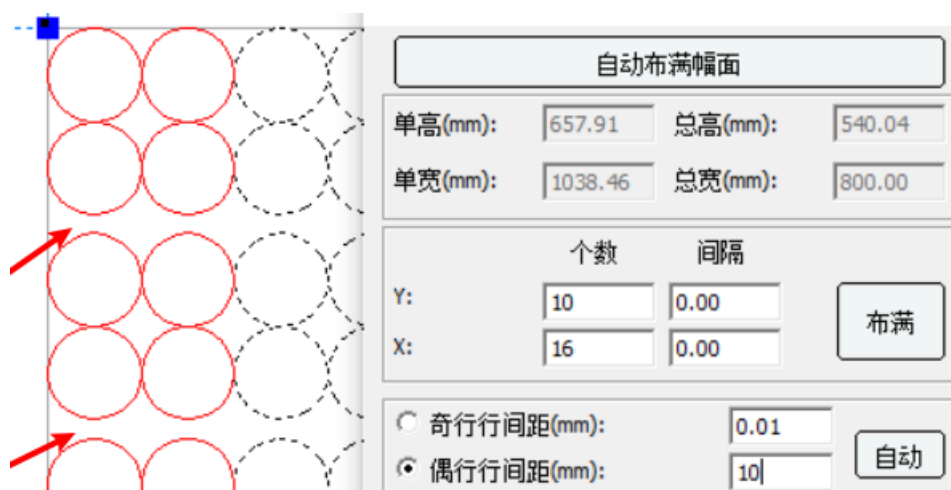 自动布满幅面
单高(mm): 657.91 总高(mm): 540.04
单宽(mm): 1038.46 总宽(mm): 800.00
个数 间隔
Y: 10 0.00
布满
X: 16 0.00
奇行行间距(mm): 0.01
自动
偶行行间距(mm): 10